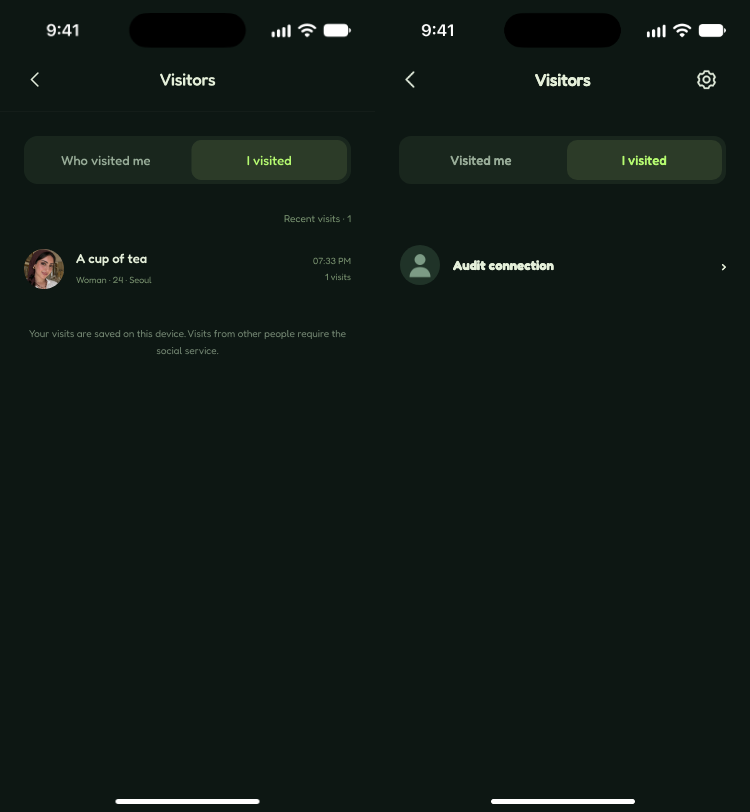 9:41
Visitors
Who visited me
I visited
Recent visits · 1
A cup of tea
07:33 PM
Woman · 24 · Seoul
1 visits
Your visits are saved on this device. Visits from other people require the
social service.
9:41
Visitors
Visited me
I visited
Audit connection